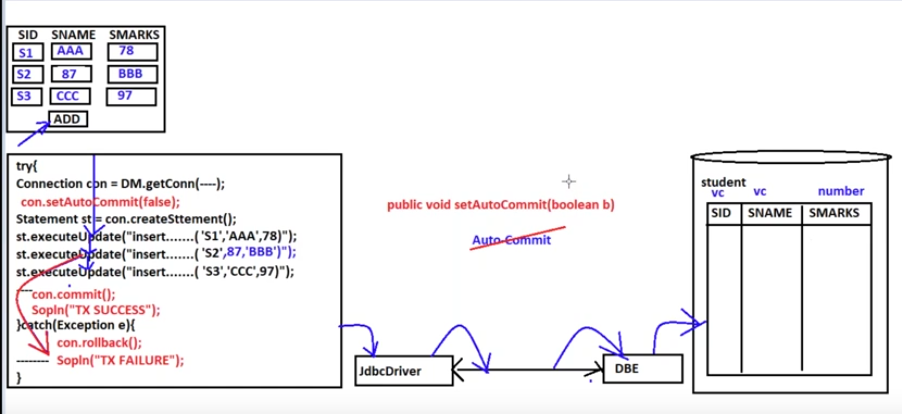 SID SNAME SMARKS
S1 AAA 78
S2 87 BBB
S3 CCC 97
ADD
try{
Connection con = DM.getConn(----);
con.setAutoCommit(false);
Statement st = con.createSttement();
st.executeUpdate("insert.......( 'S1','AAA',78)");
st.executeUpdate("insert.......( 'S2',87,'BBB')");
st.executeUpdate("insert.......( 'S3','CCC',97)");
----
con.commit();
Sopln("TX SUCCESS");
}catch(Exception e){
con.rollback();
-------- Sopln("TX FAILURE");
}
public void setAutoCommit(boolean b)
Auto-Commit
JdbcDriver
DBE
student
vc vc number
SID SNAME SMARKS